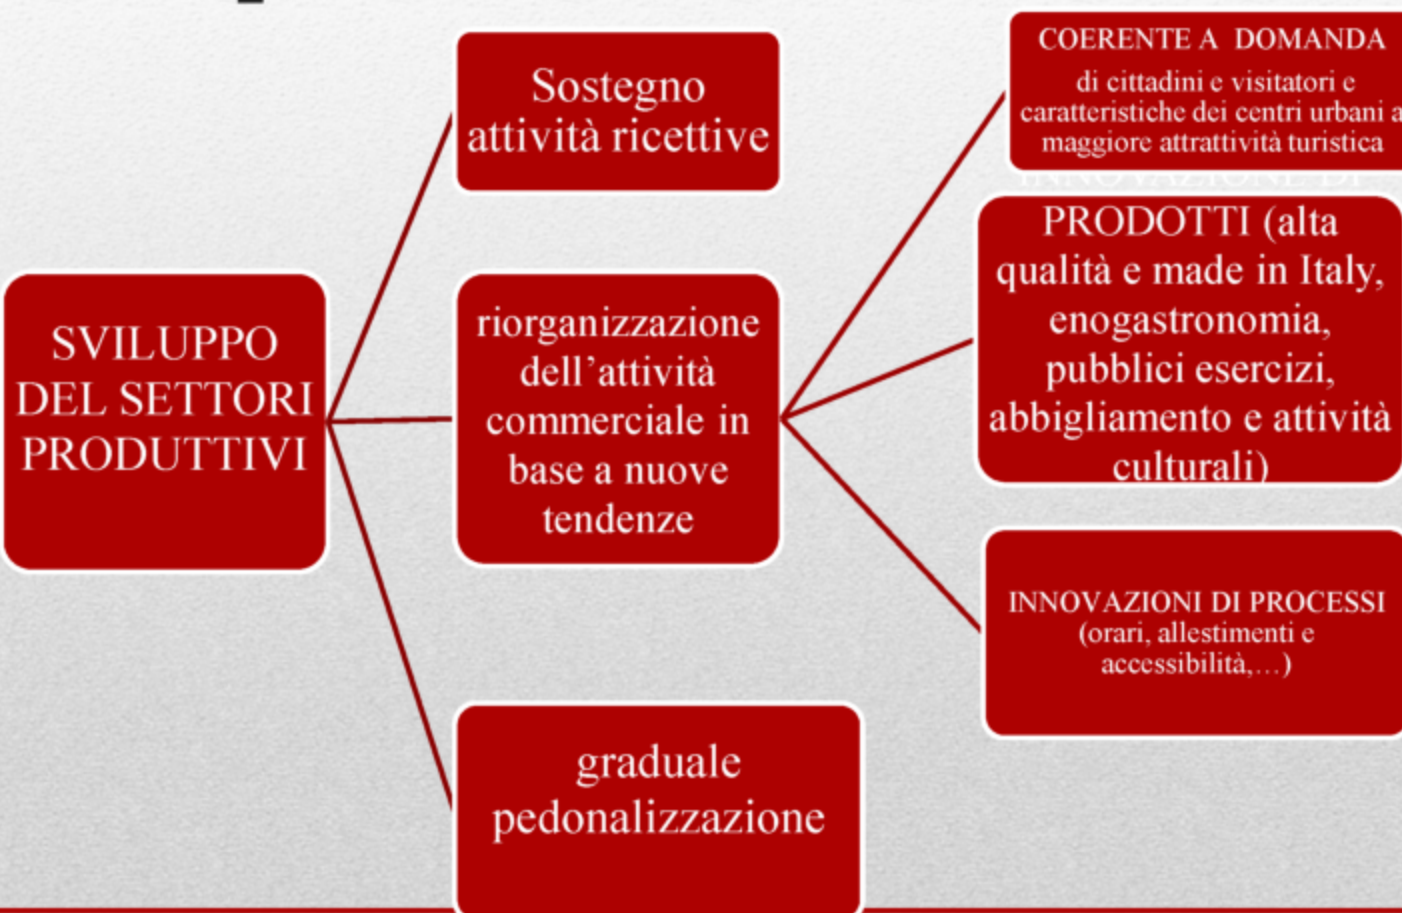 SVILUPPO
DEL SETTORI
PRODUTTIVI
Sostegno
attività ricettive
riorganizzazione
dell’attività
commerciale in
base a nuove
tendenze
graduale
pedonalizzazione
COERENTE A DOMANDA
di cittadini e visitatori e
caratteristiche dei centri urbani a
maggiore attrattività turistica
INNOVAZIONE DI
PRODOTTI (alta
qualità e made in Italy,
enogastronomia,
pubblici esercizi,
abbigliamento e attività
culturali)
INNOVAZIONI DI PROCESSI
(orari, allestimenti e
accessibilità,…)